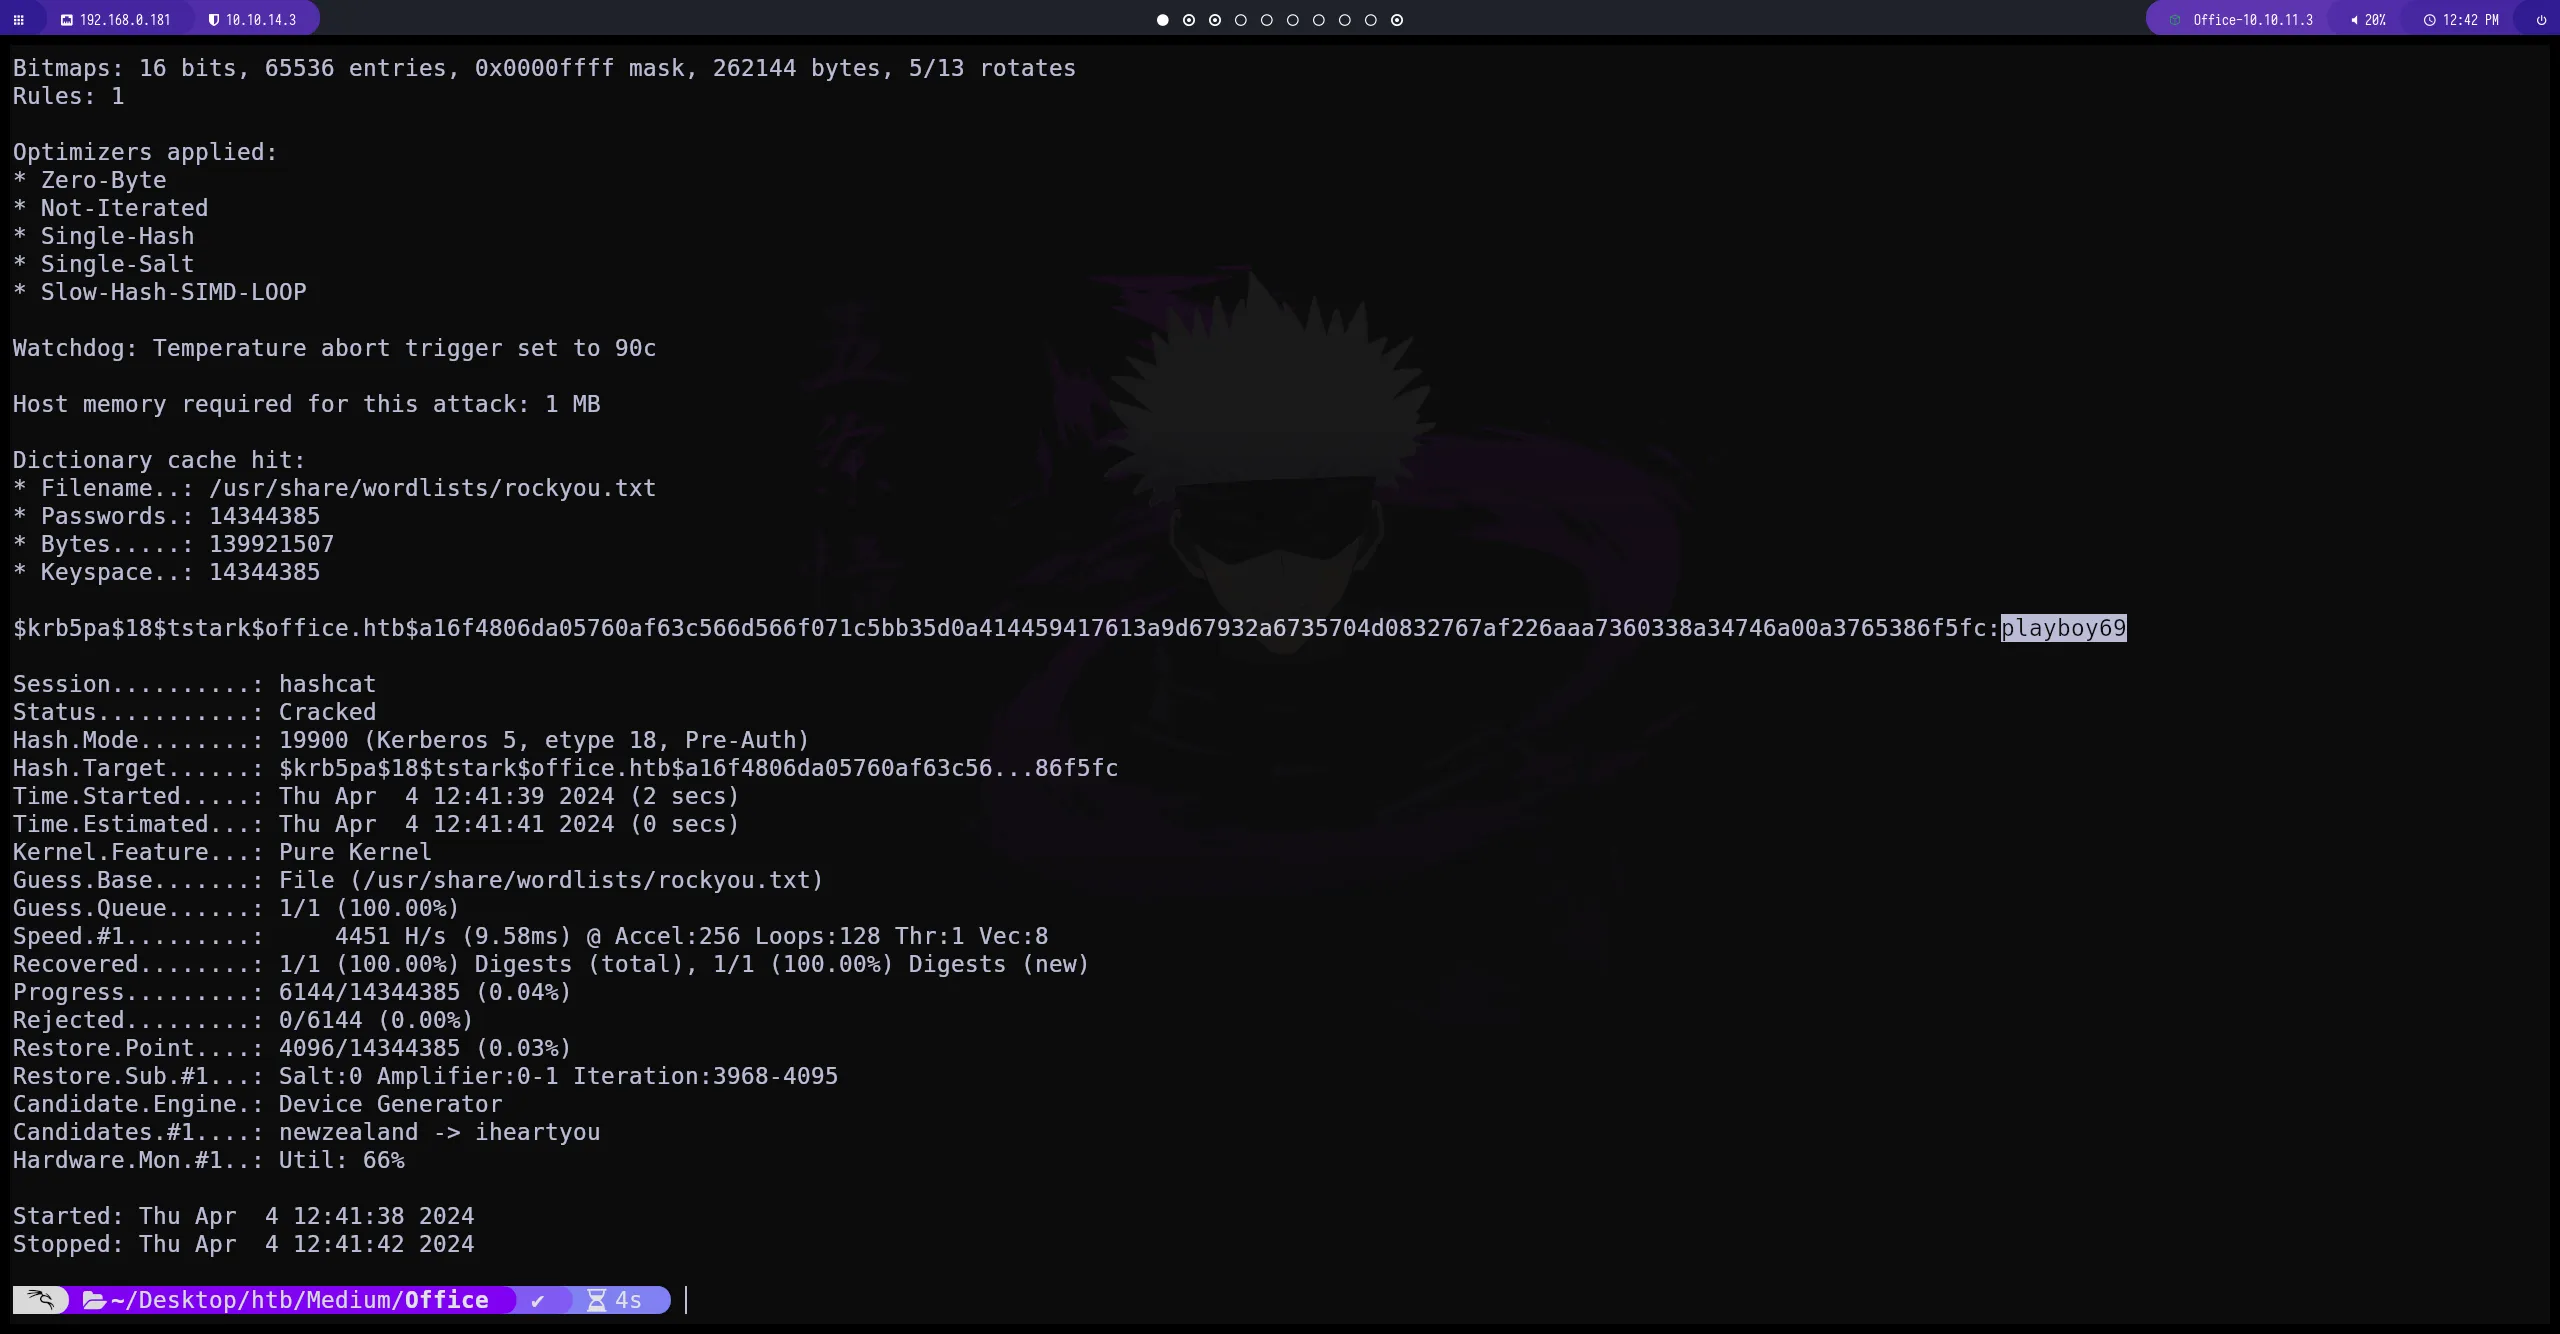 192.168.0.181 10.10.14.3 Office-10.10.11.3 20% 12:42 PM
Bitmaps: 16 bits, 65536 entries, 0x0000ffff mask, 262144 bytes, 5/13 rotates
Rules: 1
Optimizers applied:
* Zero-Byte
* Not-Iterated
* Single-Hash
* Single-Salt
* Slow-Hash-SIMD-LOOP
Watchdog: Temperature abort trigger set to 90c
Host memory required for this attack: 1 MB
Dictionary cache hit:
* Filename..: /usr/share/wordlists/rockyou.txt
* Passwords.: 14344385
* Bytes.....: 139921507
* Keyspace..: 14344385
$krb5pa$18$tstark$office.htb$a16f4806da05760af63c566d566f071c5bb35d0a414459417613a9d67932a6735704d0832767af226aaa7360338a34746a00a3765386f5fc:playboy69
Session..........: hashcat
Status...........: Cracked
Hash.Mode........: 19900 (Kerberos 5, etype 18, Pre-Auth)
Hash.Target......: $krb5pa$18$tstark$office.htb$a16f4806da05760af63c56...86f5fc
Time.Started.....: Thu Apr  4 12:41:39 2024 (2 secs)
Time.Estimated...: Thu Apr  4 12:41:41 2024 (0 secs)
Kernel.Feature...: Pure Kernel
Guess.Base.......: File (/usr/share/wordlists/rockyou.txt)
Guess.Queue......: 1/1 (100.00%)
Speed.#1.........:     4451 H/s (9.58ms) @ Accel:256 Loops:128 Thr:1 Vec:8
Recovered........: 1/1 (100.00%) Digests (total), 1/1 (100.00%) Digests (new)
Progress.........: 6144/14344385 (0.04%)
Rejected.........: 0/6144 (0.00%)
Restore.Point....: 4096/14344385 (0.03%)
Restore.Sub.#1...: Salt:0 Amplifier:0-1 Iteration:3968-4095
Candidate.Engine.: Device Generator
Candidates.#1....: newzealand -> iheartyou
Hardware.Mon.#1..: Util: 66%
Started: Thu Apr  4 12:41:38 2024
Stopped: Thu Apr  4 12:41:42 2024
~/Desktop/htb/Medium/Office ✔ 4s